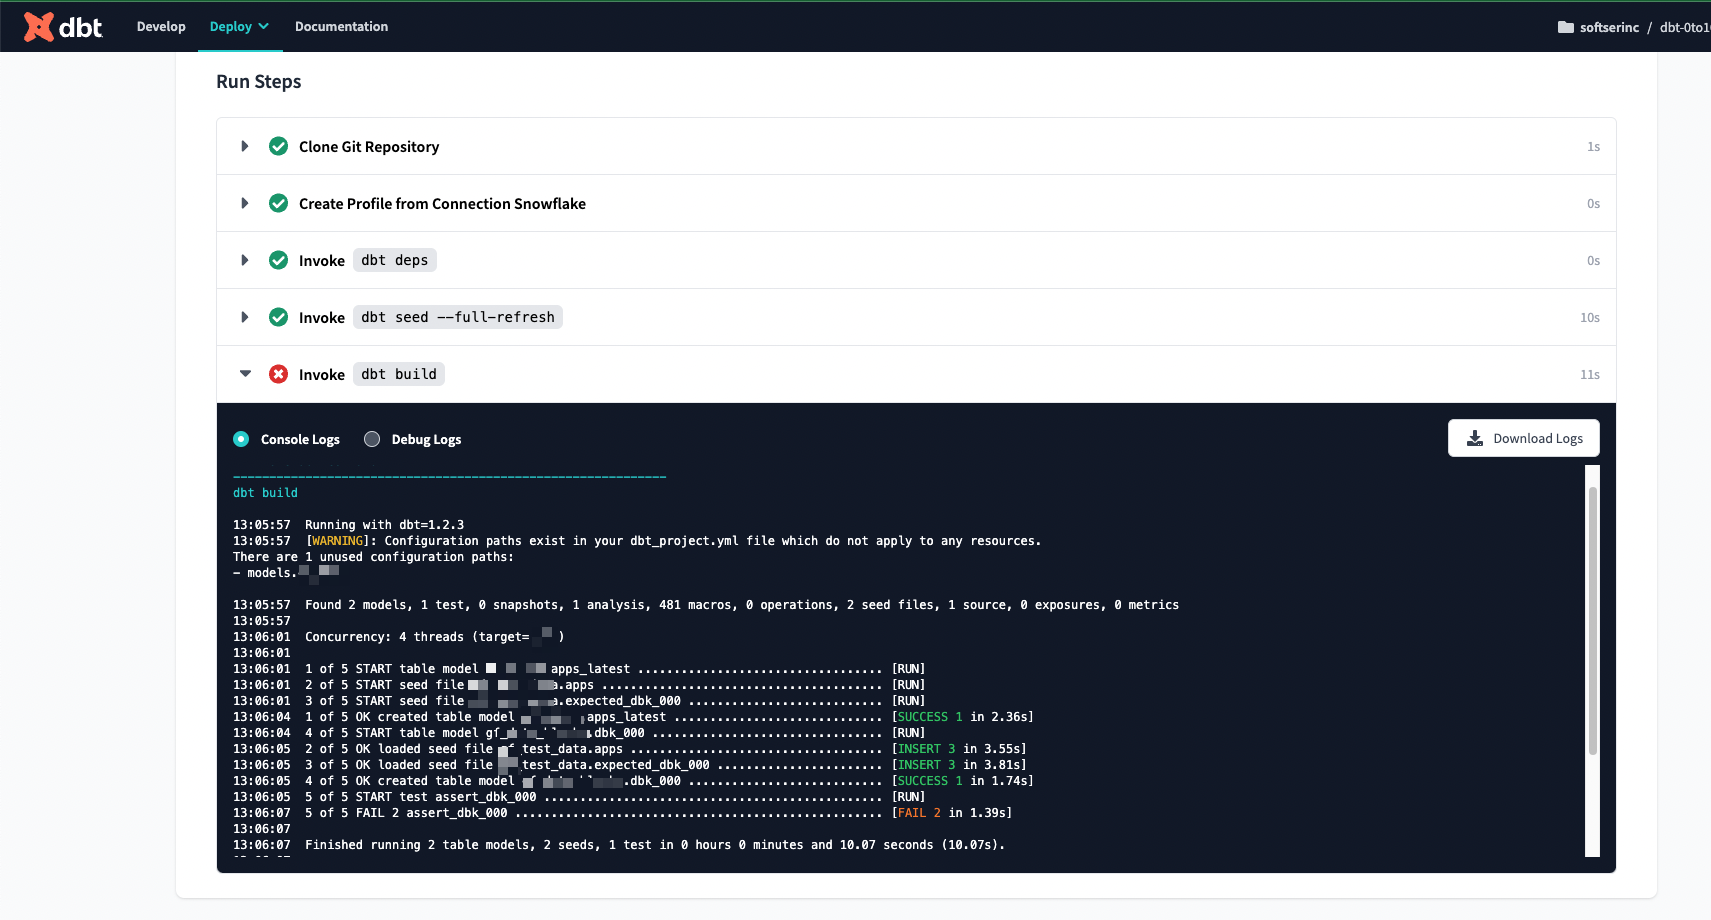 dbt Develop Deploy Documentation softserinc / dbt-0to1
Run Steps
Clone Git Repository 1s
Create Profile from Connection Snowflake 0s
Invoke dbt deps 0s
Invoke dbt seed --full-refresh 10s
Invoke dbt build 11s
Console Logs Debug Logs Download Logs
dbt build
13:05:57 Running with dbt=1.2.3
13:05:57 [WARNING]: Configuration paths exist in your dbt_project.yml file which do not apply to any resources.
There are 1 unused configuration paths:
- models.
13:05:57 Found 2 models, 1 test, 0 snapshots, 1 analysis, 481 macros, 0 operations, 2 seed files, 1 source, 0 exposures, 0 metrics
13:05:57
13:06:01 Concurrency: 4 threads (target= )
13:06:01
13:06:01 1 of 5 START table model apps_latest .................................. [RUN]
13:06:01 2 of 5 START seed file a.apps ....................................... [RUN]
13:06:01 3 of 5 START seed file a.expected_dbk_000 ........................... [RUN]
13:06:04 1 of 5 OK created table model .apps_latest ............................. [SUCCESS 1 in 2.36s]
13:06:04 4 of 5 START table model gf_ .dbk_000 ................................ [RUN]
13:06:05 2 of 5 OK loaded seed file _test_data.apps ................................... [INSERT 3 in 3.55s]
13:06:05 3 of 5 OK loaded seed file _test_data.expected_dbk_000 ....................... [INSERT 3 in 3.81s]
13:06:05 4 of 5 OK created table model .dbk_000 ........................... [SUCCESS 1 in 1.74s]
13:06:05 5 of 5 START test assert_dbk_000 ............................................... [RUN]
13:06:07 5 of 5 FAIL 2 assert_dbk_000 ................................................... [FAIL 2 in 1.39s]
13:06:07
13:06:07 Finished running 2 table models, 2 seeds, 1 test in 0 hours 0 minutes and 10.07 seconds (10.07s).